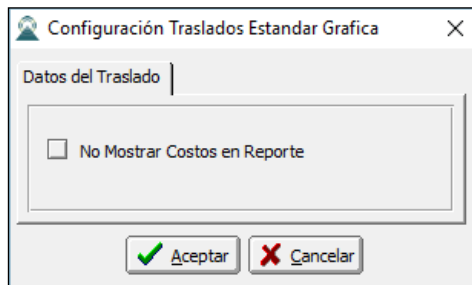 Configuración Traslados Estandar Grafica
Datos del Traslado
No Mostrar Costos en Reporte
Aceptar
Cancelar